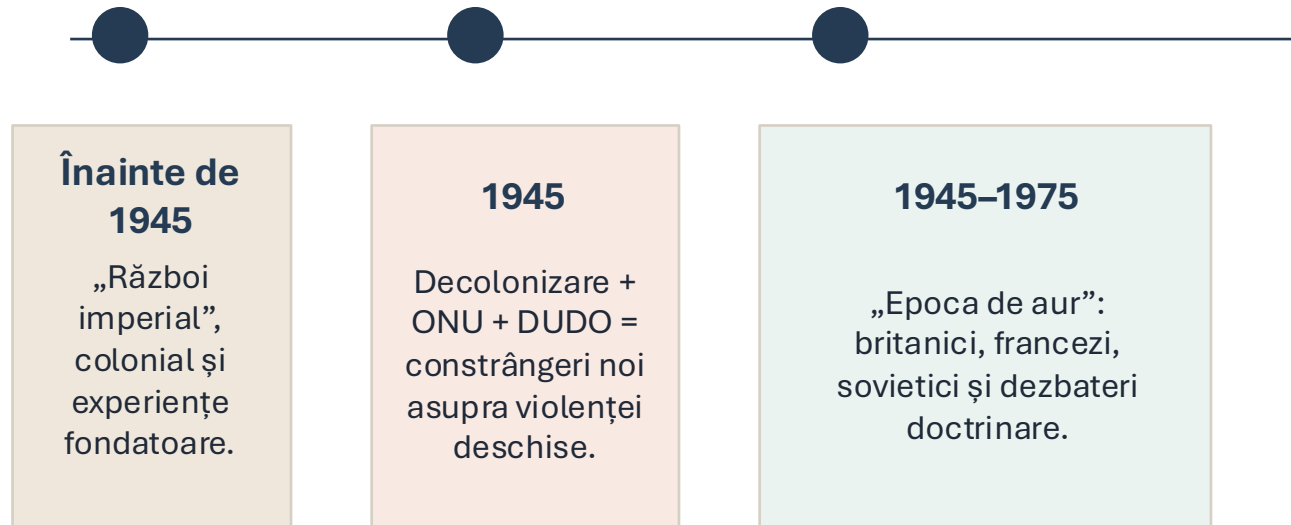 Înainte de
1945
„Război
imperial”,
colonial și
experiențe
fondatoare.
1945
Decolonizare +
ONU + DUDO =
constrângeri noi
asupra violenței
deschise.
1945–1975
„Epoca de aur”:
britanici, francezi,
sovietici și dezbateri
doctrinare.